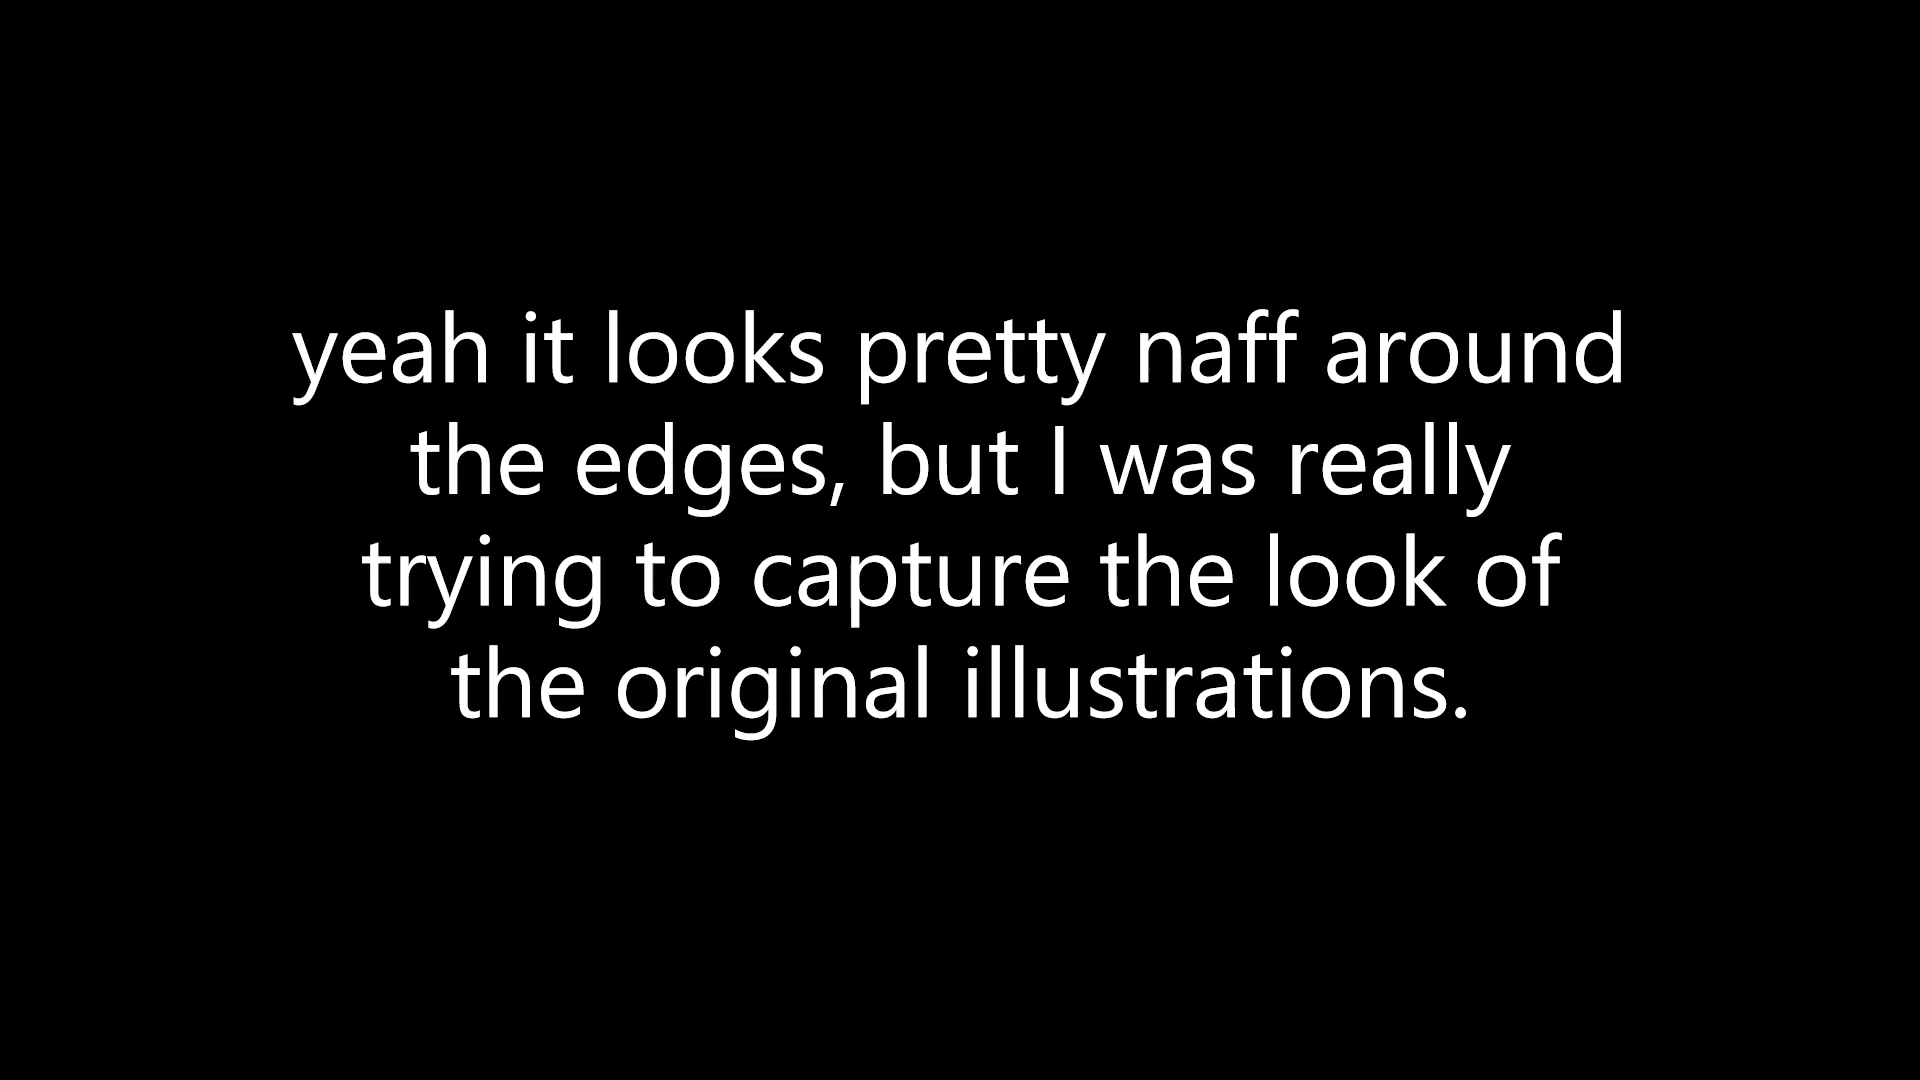 yeah it looks pretty naff around
the edges, but I was really
trying to capture the look of
the original illustrations.